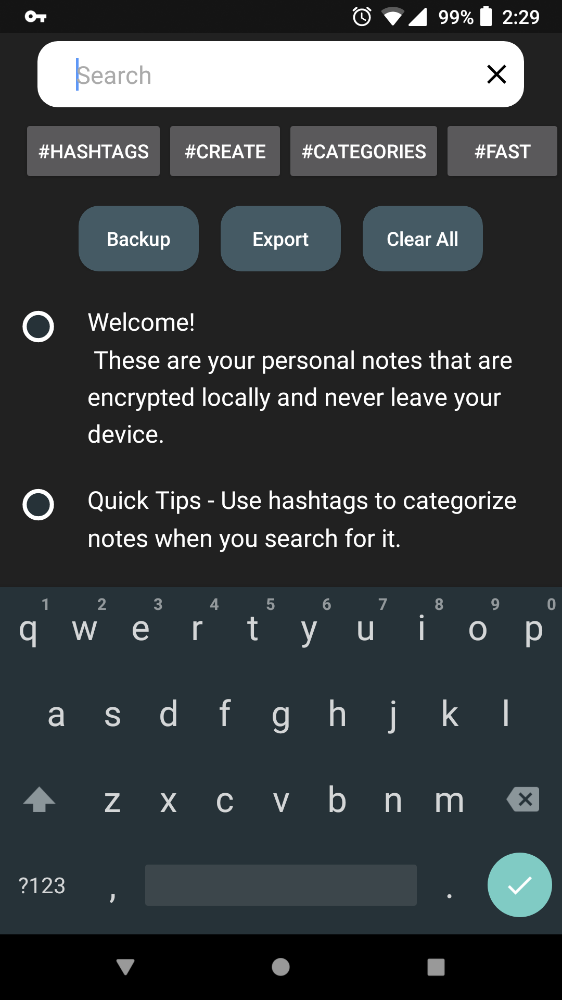 99% 2:29
Search
#HASHTAGS #CREATE #CATEGORIES #FAST
Backup Export Clear All
Welcome!
These are your personal notes that are
encrypted locally and never leave your
device.
Quick Tips - Use hashtags to categorize
notes when you search for it.
1 2 3 4 5 6 7 8 9 0
q w e r t y u i o p
a s d f g h j k l
z x c v b n m
?123 , .